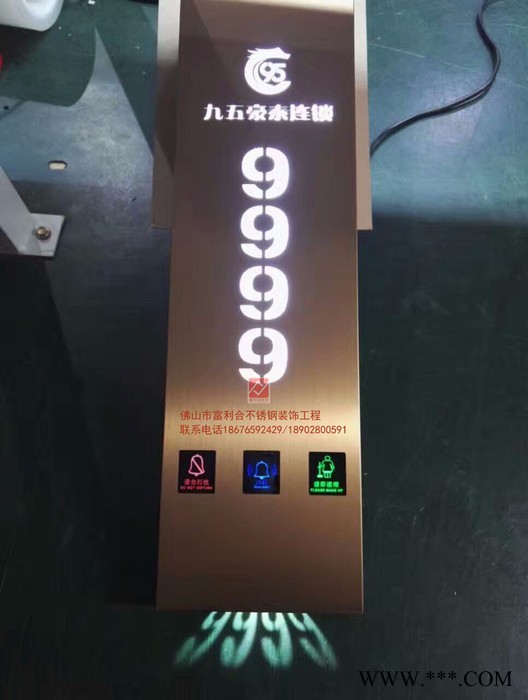 95
九五豪泰连锁
9999
佛山市富利合不锈钢装饰工程
联系电话18676592429/18902800591
请勿打扰
DO NOT DISTURB
请即清理
PLEASE MAKE UP
9999
WWW.***.COM